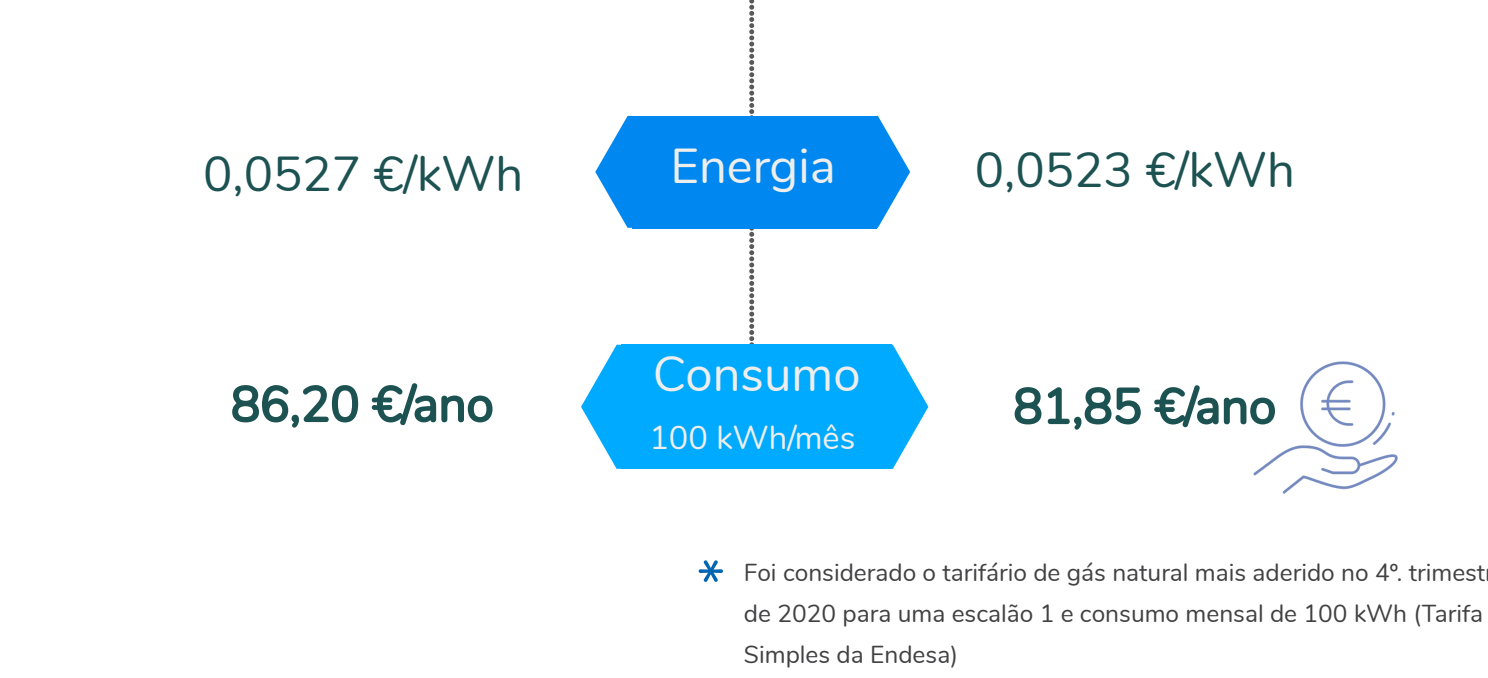 0,0527 €/kWh
Energia
0,0523 €/kWh
86,20 €/ano
Consumo
100 kWh/mês
81,85 €/ano
€
* Foi considerado o tarifário de gás natural mais aderido no 4º. trimestr
de 2020 para uma escalão 1 e consumo mensal de 100 kWh (Tarifa
Simples da Endesa)